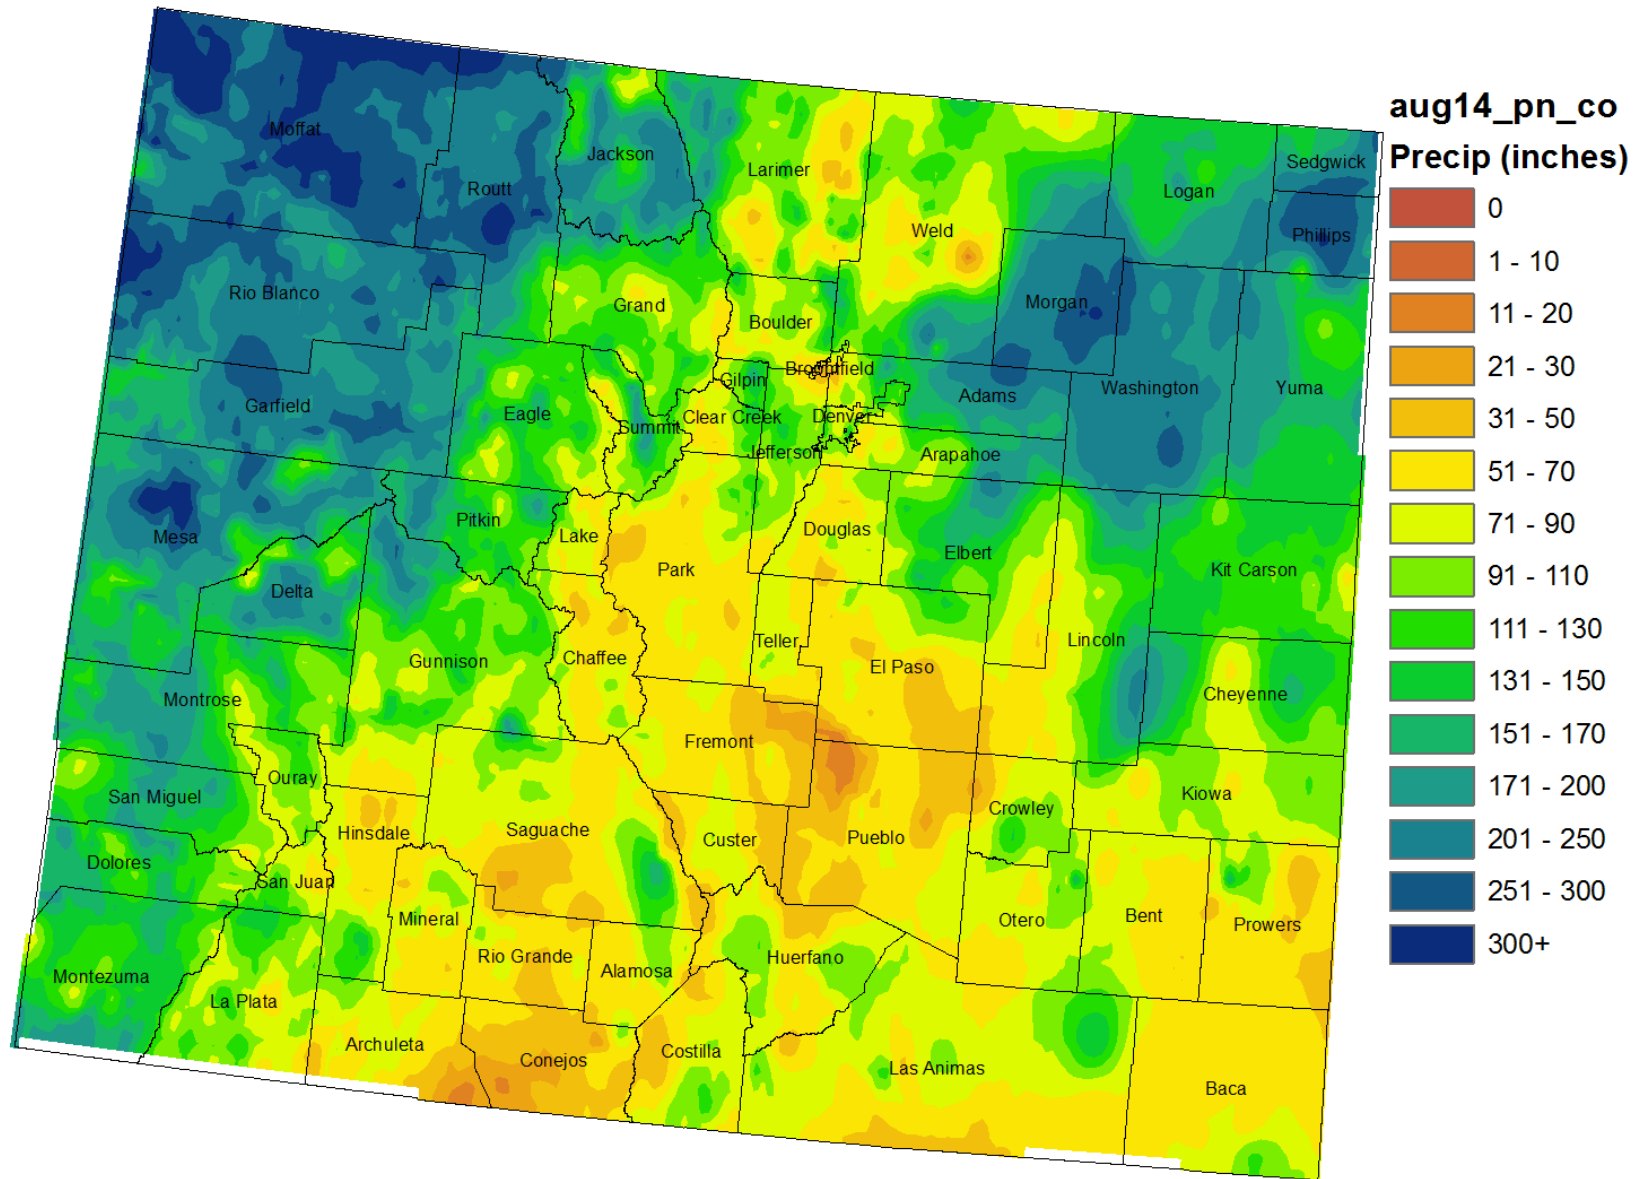 aug14_pn_co
Precip (inches)
0
1 - 10
11 - 20
21 - 30
31 - 50
51 - 70
71 - 90
91 - 110
111 - 130
131 - 150
151 - 170
171 - 200
201 - 250
251 - 300
300+
Moffat
Routt
Jackson
Larimer
Weld
Logan
Sedgwick
Phillips
Rio Blanco
Grand
Boulder
Morgan
Broomfield
Gilpin
Garfield
Eagle
Summit
Clear Creek
Denver
Adams
Washington
Yuma
Jefferson
Arapahoe
Mesa
Pitkin
Lake
Park
Douglas
Elbert
Kit Carson
Delta
Gunnison
Chaffee
Teller
El Paso
Lincoln
Cheyenne
Montrose
Fremont
Ouray
San Miguel
Hinsdale
Saguache
Custer
Pueblo
Crowley
Kiowa
Dolores
San Juan
Mineral
Otero
Bent
Prowers
Montezuma
La Plata
Rio Grande
Alamosa
Huerfano
Archuleta
Conejos
Costilla
Las Animas
Baca